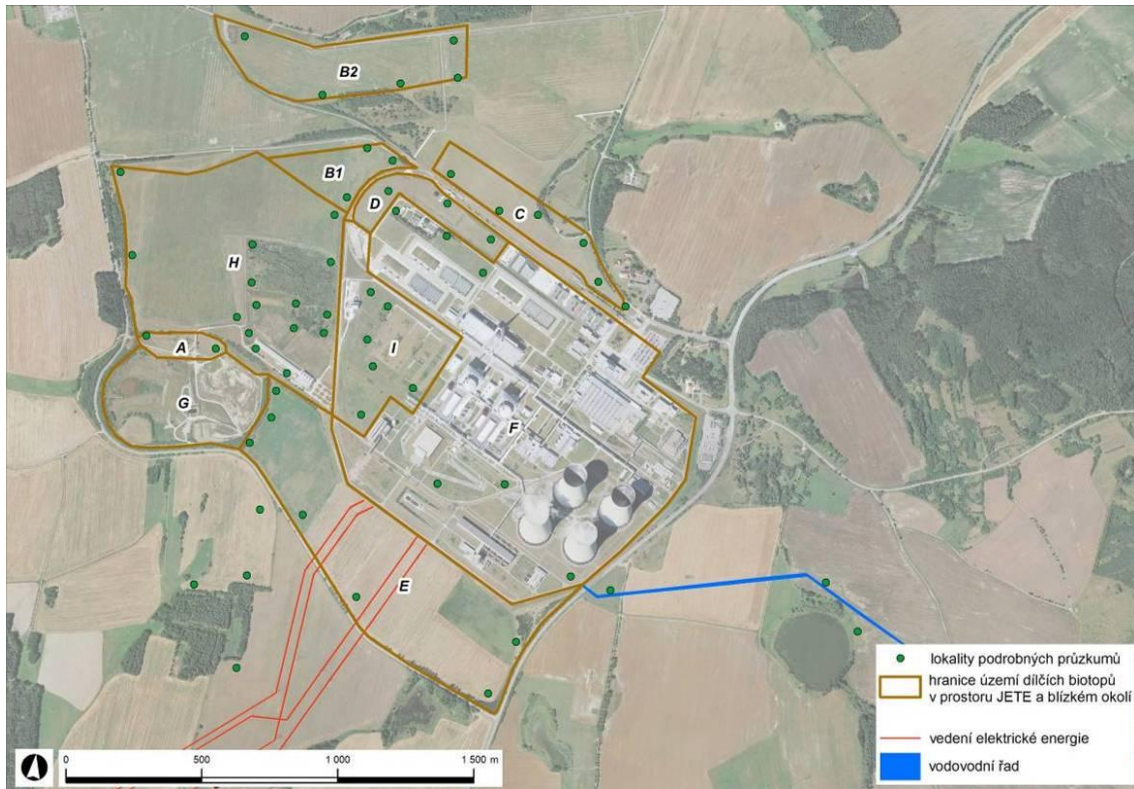 B2
B1
C
D
H
I
A
G
F
E
lokality podrobných průzkumů
hranice území dílčích biotopů
v prostoru JETE a blízkém okolí
vedení elektrické energie
vodovodní řad
0 500 1 000 1 500 m